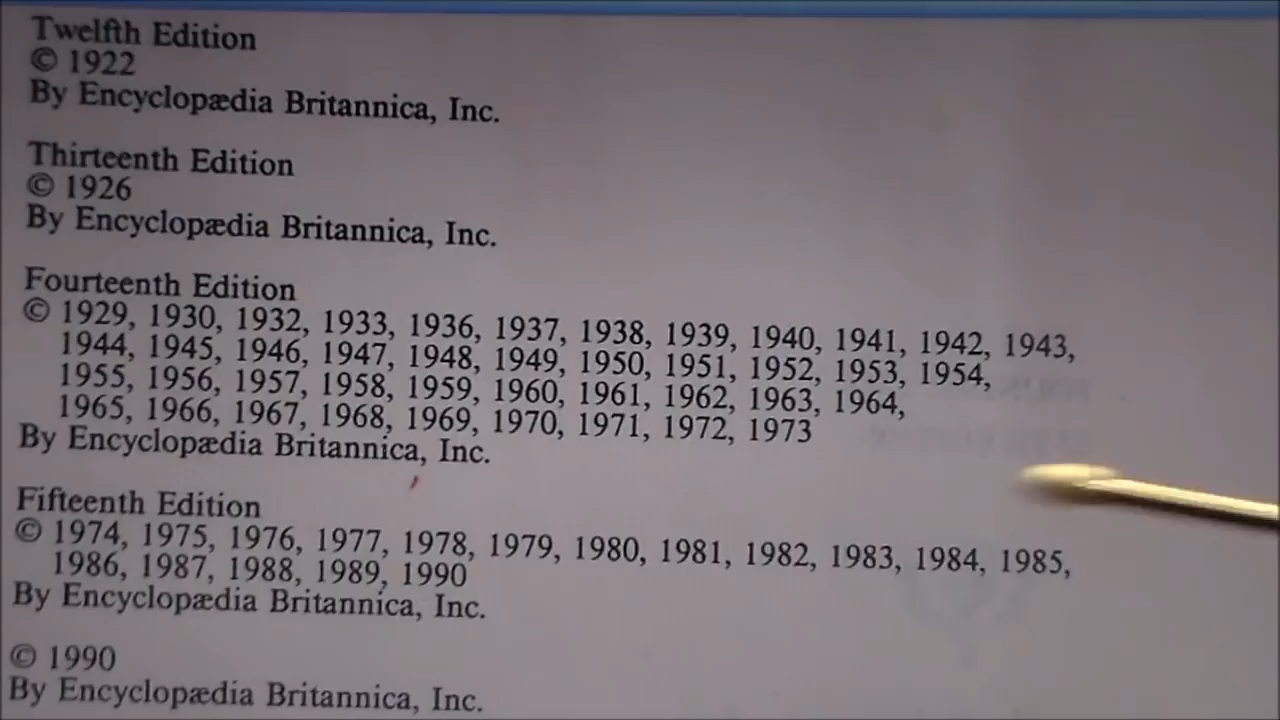 Twelfth Edition
© 1922
By Encyclopædia Britannica, Inc.
Thirteenth Edition
© 1926
By Encyclopædia Britannica, Inc.
Fourteenth Edition
© 1929, 1930, 1932, 1933, 1936, 1937, 1938, 1939, 1940, 1941, 1942, 1943,
1944, 1945, 1946, 1947, 1948, 1949, 1950, 1951, 1952, 1953, 1954,
1955, 1956, 1957, 1958, 1959, 1960, 1961, 1962, 1963, 1964,
1965, 1966, 1967, 1968, 1969, 1970, 1971, 1972, 1973
By Encyclopædia Britannica, Inc.
Fifteenth Edition
© 1974, 1975, 1976, 1977, 1978, 1979, 1980, 1981, 1982, 1983, 1984, 1985,
1986, 1987, 1988, 1989, 1990
By Encyclopædia Britannica, Inc.
© 1990
By Encyclopædia Britannica, Inc.